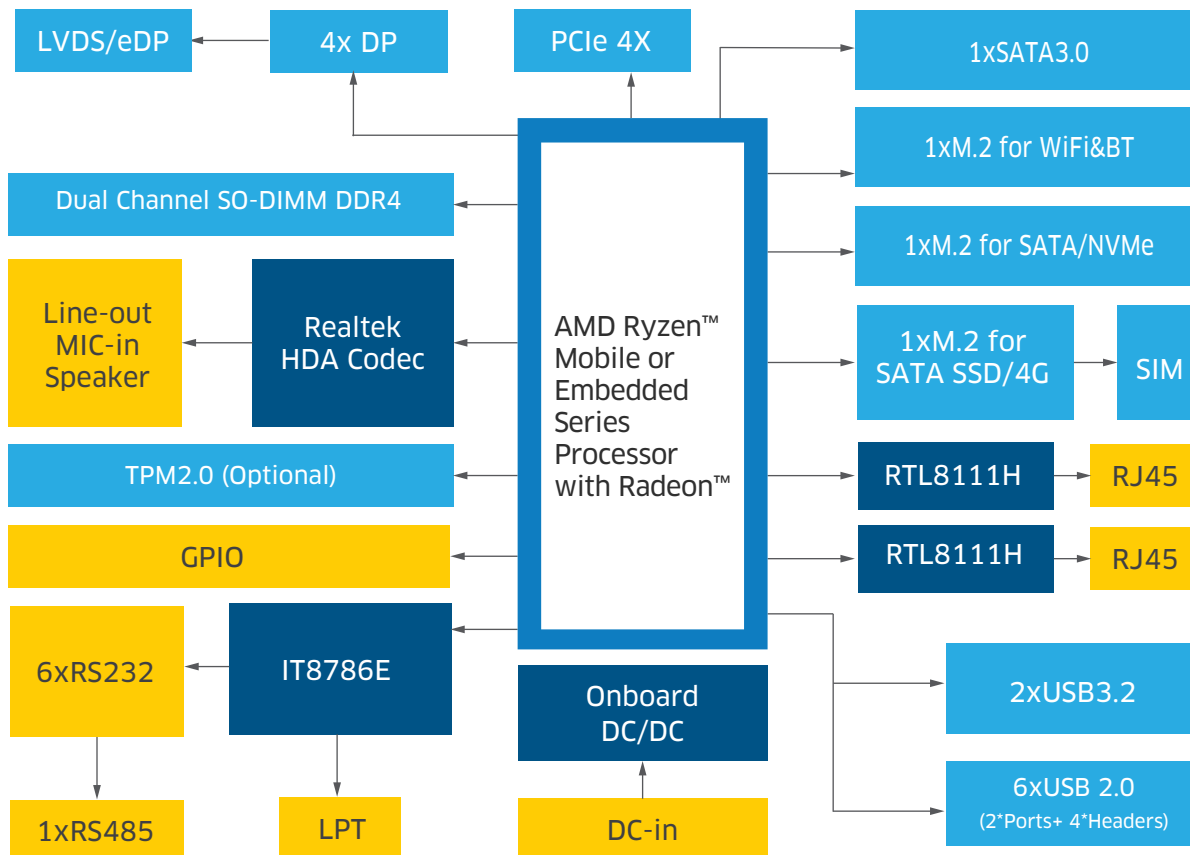 LVDS/eDP
4x DP
PCIe 4X
1xSATA3.0
1xM.2 for WiFi&BT
Dual Channel SO-DIMM DDR4
1xM.2 for SATA/NVMe
Line-out
MIC-in
Speaker
Realtek
HDA Codec
AMD Ryzen™
Mobile or
Embedded
Series
Processor
with Radeon™
1xM.2 for
SATA SSD/4G
SIM
TPM2.0 (Optional)
RTL8111H
RJ45
GPIO
RTL8111H
RJ45
6xRS232
IT8786E
Onboard
DC/DC
2xUSB3.2
1xRS485
LPT
DC-in
6xUSB 2.0
(2*Ports+ 4*Headers)